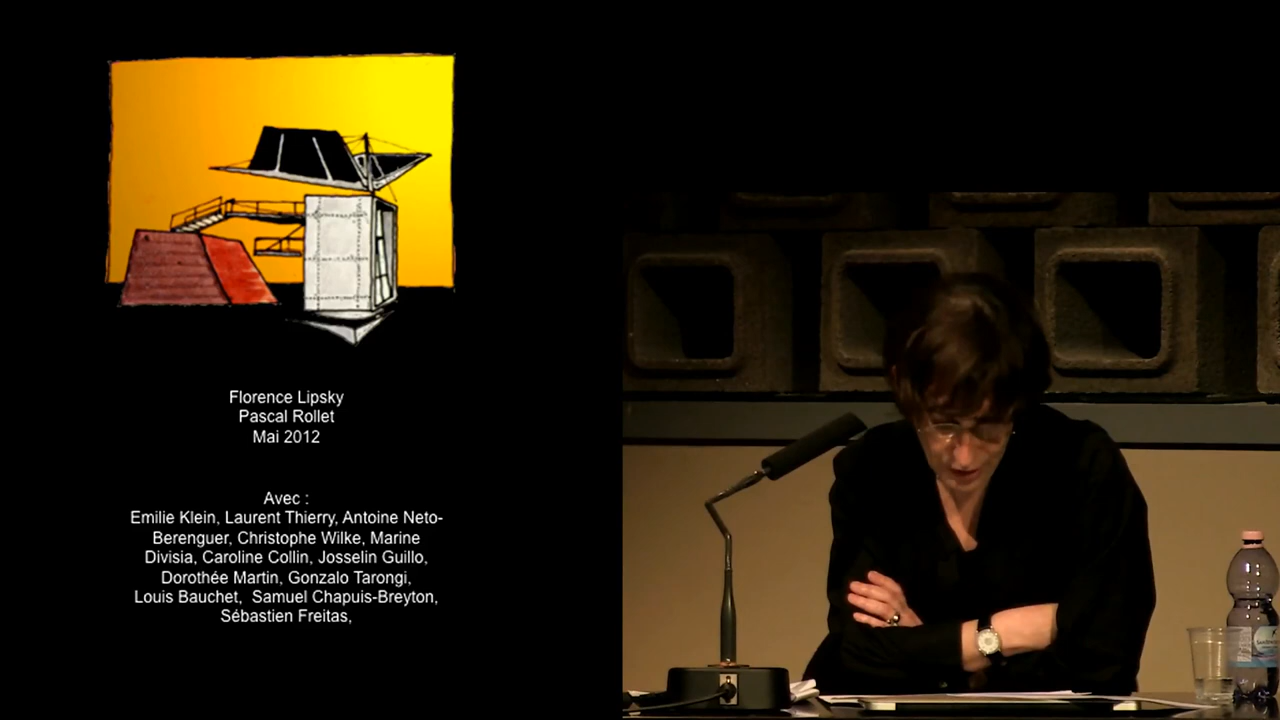 Florence Lipsky
Pascal Rollet
Mai 2012
Avec :
Emilie Klein, Laurent Thierry, Antoine Neto-
Berenguer, Christophe Wilke, Marine
Divisia, Caroline Collin, Josselin Guillo,
Dorothée Martin, Gonzalo Tarongi,
Louis Bauchet,  Samuel Chapuis-Breyton,
Sébastien Freitas,